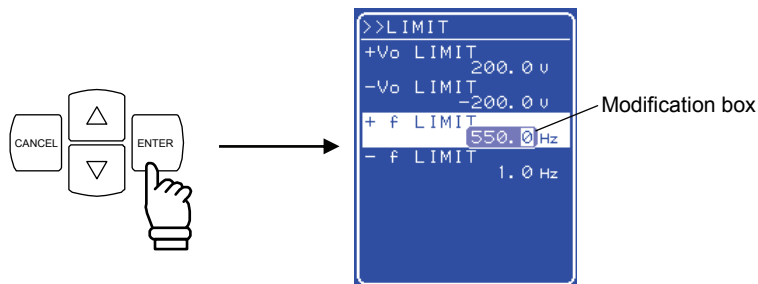 >>LIMIT
+Vo LIMIT
200.0 v
-Vo LIMIT
-200.0 v
+ f LIMIT
550.0 Hz
- f LIMIT
1.0 Hz
Modification box
CANCEL
ENTER